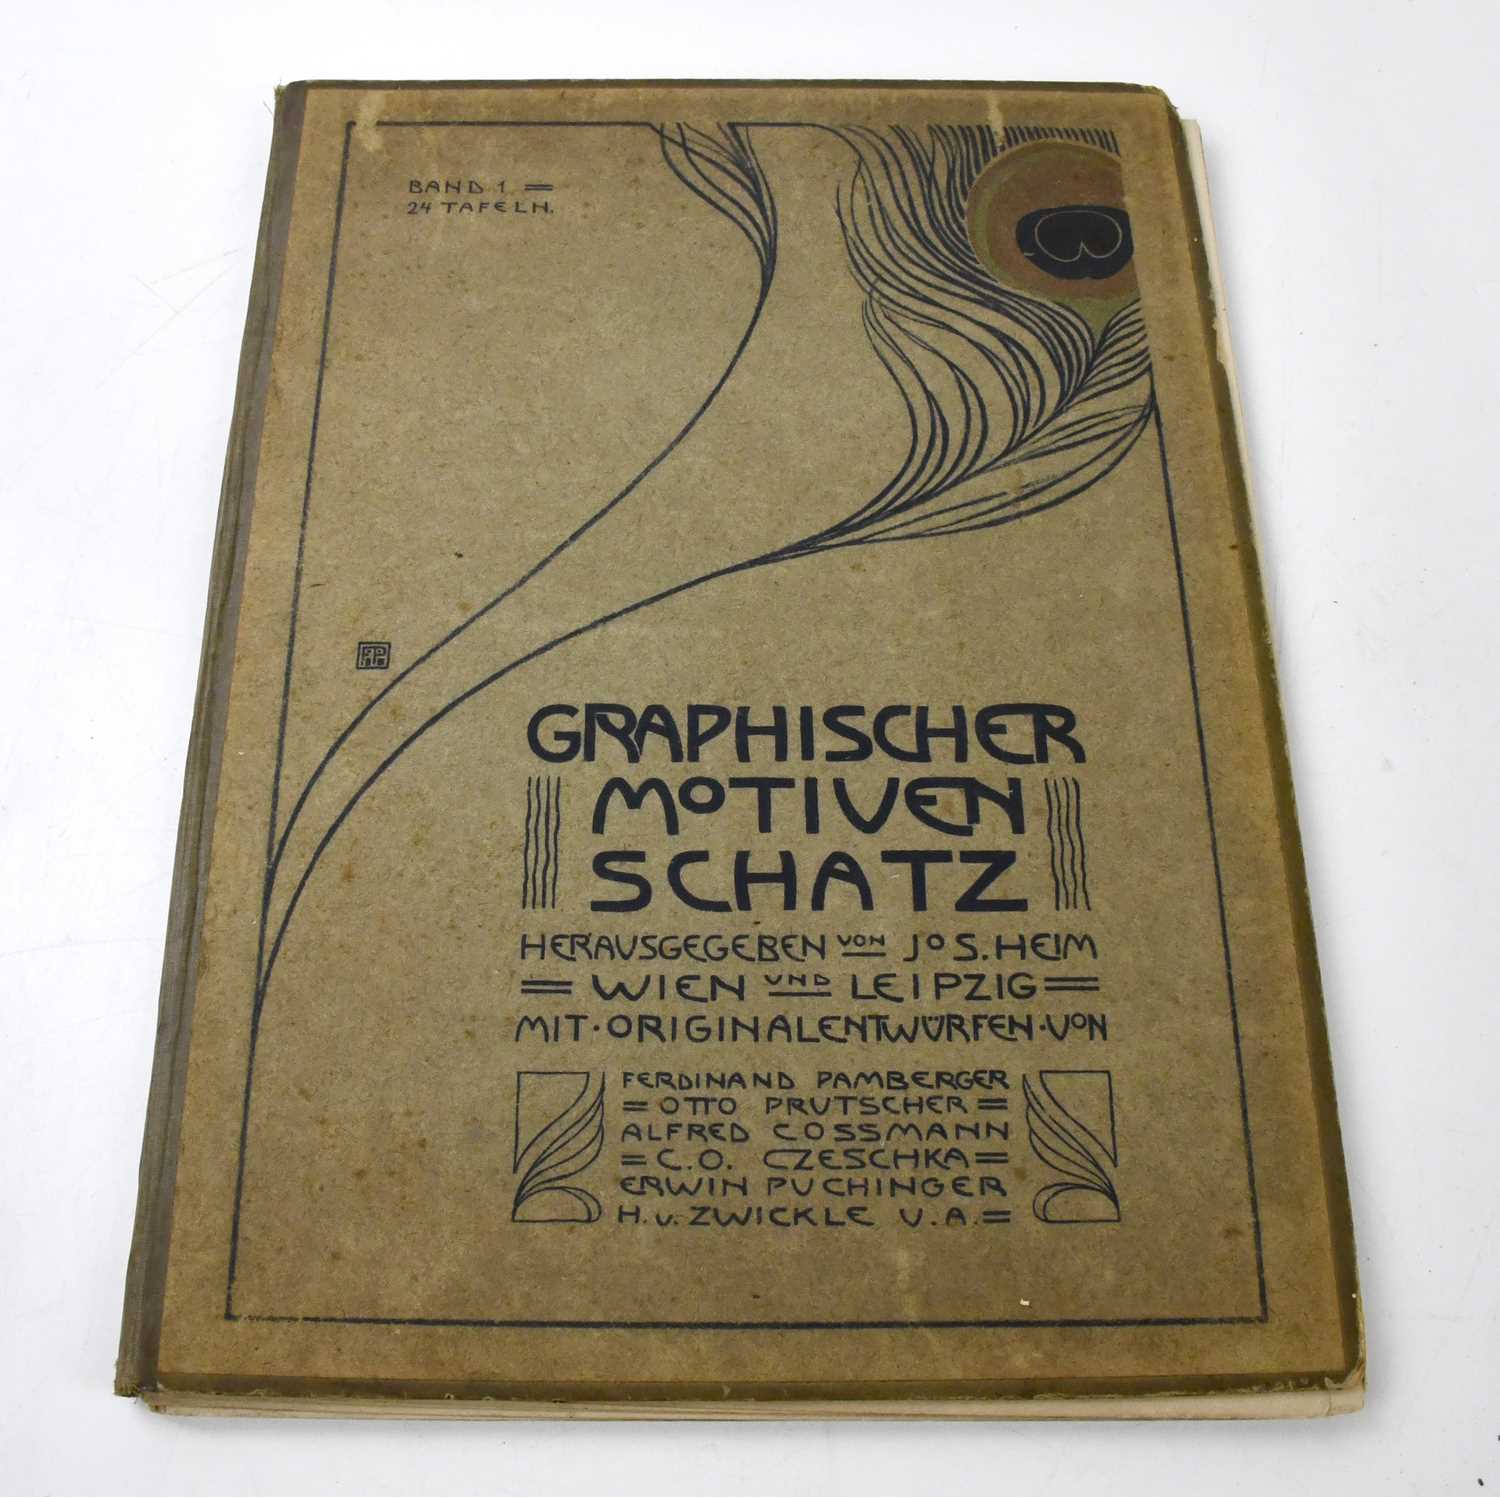 BAND 1
24 TAFELN.
GRAPHISCHER
MOTIVEN
SCHATZ
HERAUSGEGEBEN VON JOS. HEIM
WIEN UND LEIPZIG
MIT·ORIGINALENTWÜRFEN·VON
FERDINAND PAMBERGER
OTTO PRUTSCHER
ALFRED COSSMANN
C. O. CZESCHKA
ERWIN PUCHINGER
H. v. ZWICKLE U. A.